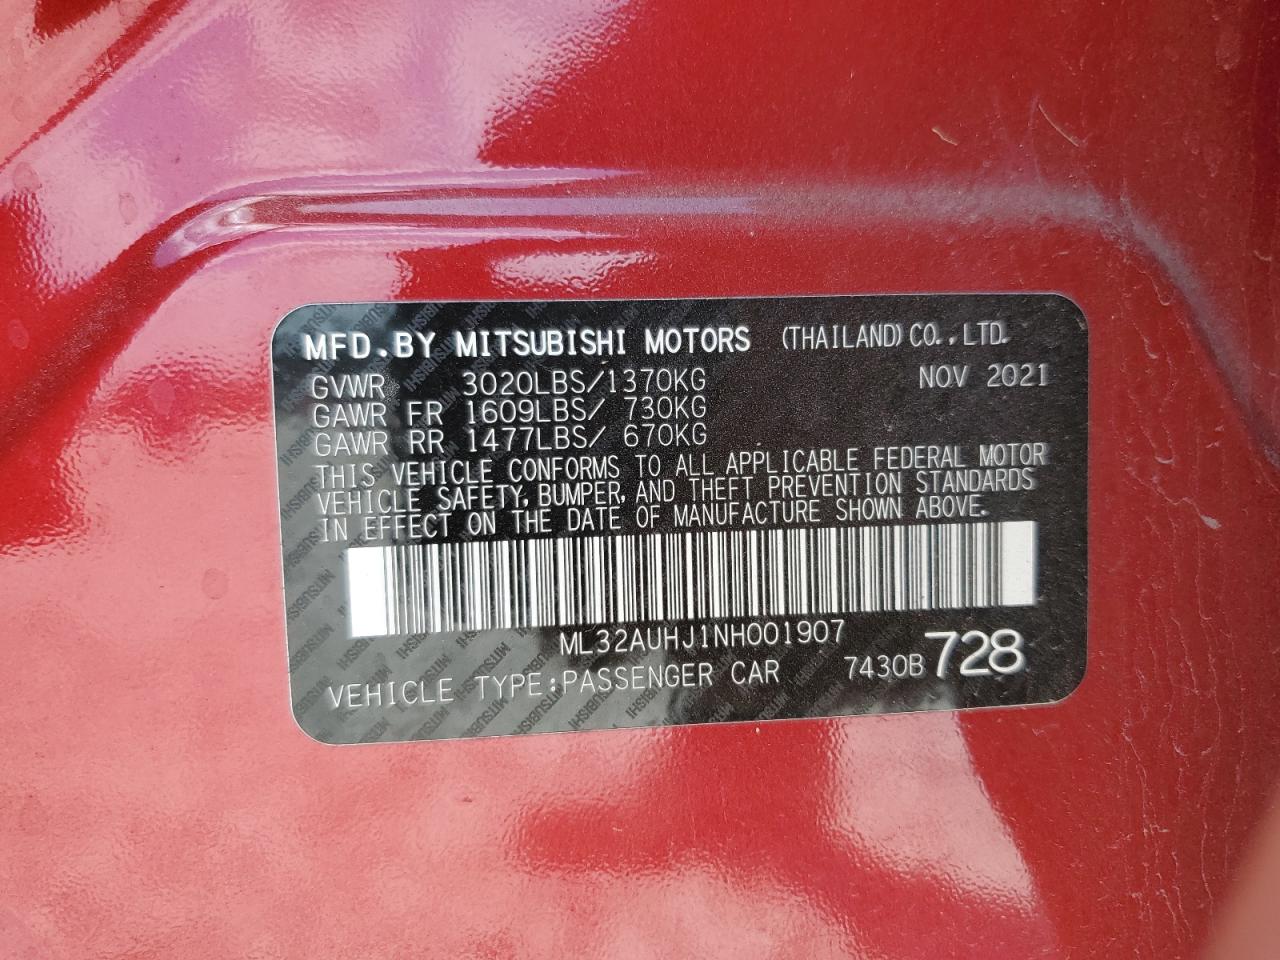 MFD.BY MITSUBISHI MOTORS (THAILAND) CO.,LTD.
GVWR 3020LBS/1370KG NOV 2021
GAWR FR 1609LBS/ 730KG
GAWR RR 1477LBS/ 670KG
THIS VEHICLE CONFORMS TO ALL APPLICABLE FEDERAL MOTOR
VEHICLE SAFETY, BUMPER, AND THEFT PREVENTION STANDARDS
IN EFFECT ON THE DATE OF MANUFACTURE SHOWN ABOVE.
ML32AUHJ1NH001907
VEHICLE TYPE:PASSENGER CAR 7430B 728